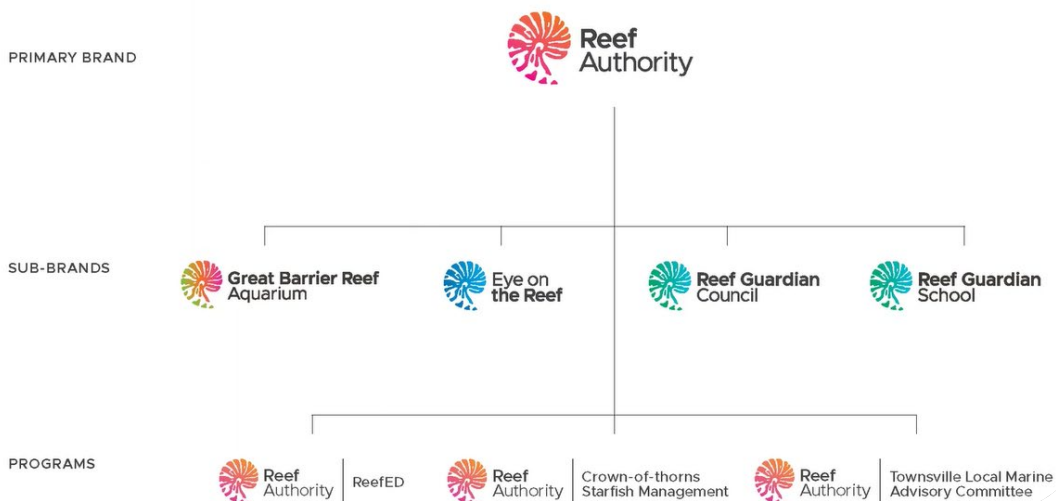 PRIMARY BRAND
Reef
Authority
SUB-BRANDS
Great Barrier Reef
Aquarium
Eye on
the Reef
Reef Guardian
Council
Reef Guardian
School
PROGRAMS
Reef
Authority
ReefED
Reef
Authority
Crown-of-thorns
Starfish Management
Reef
Authority
Townsville Local Marine
Advisory Committee